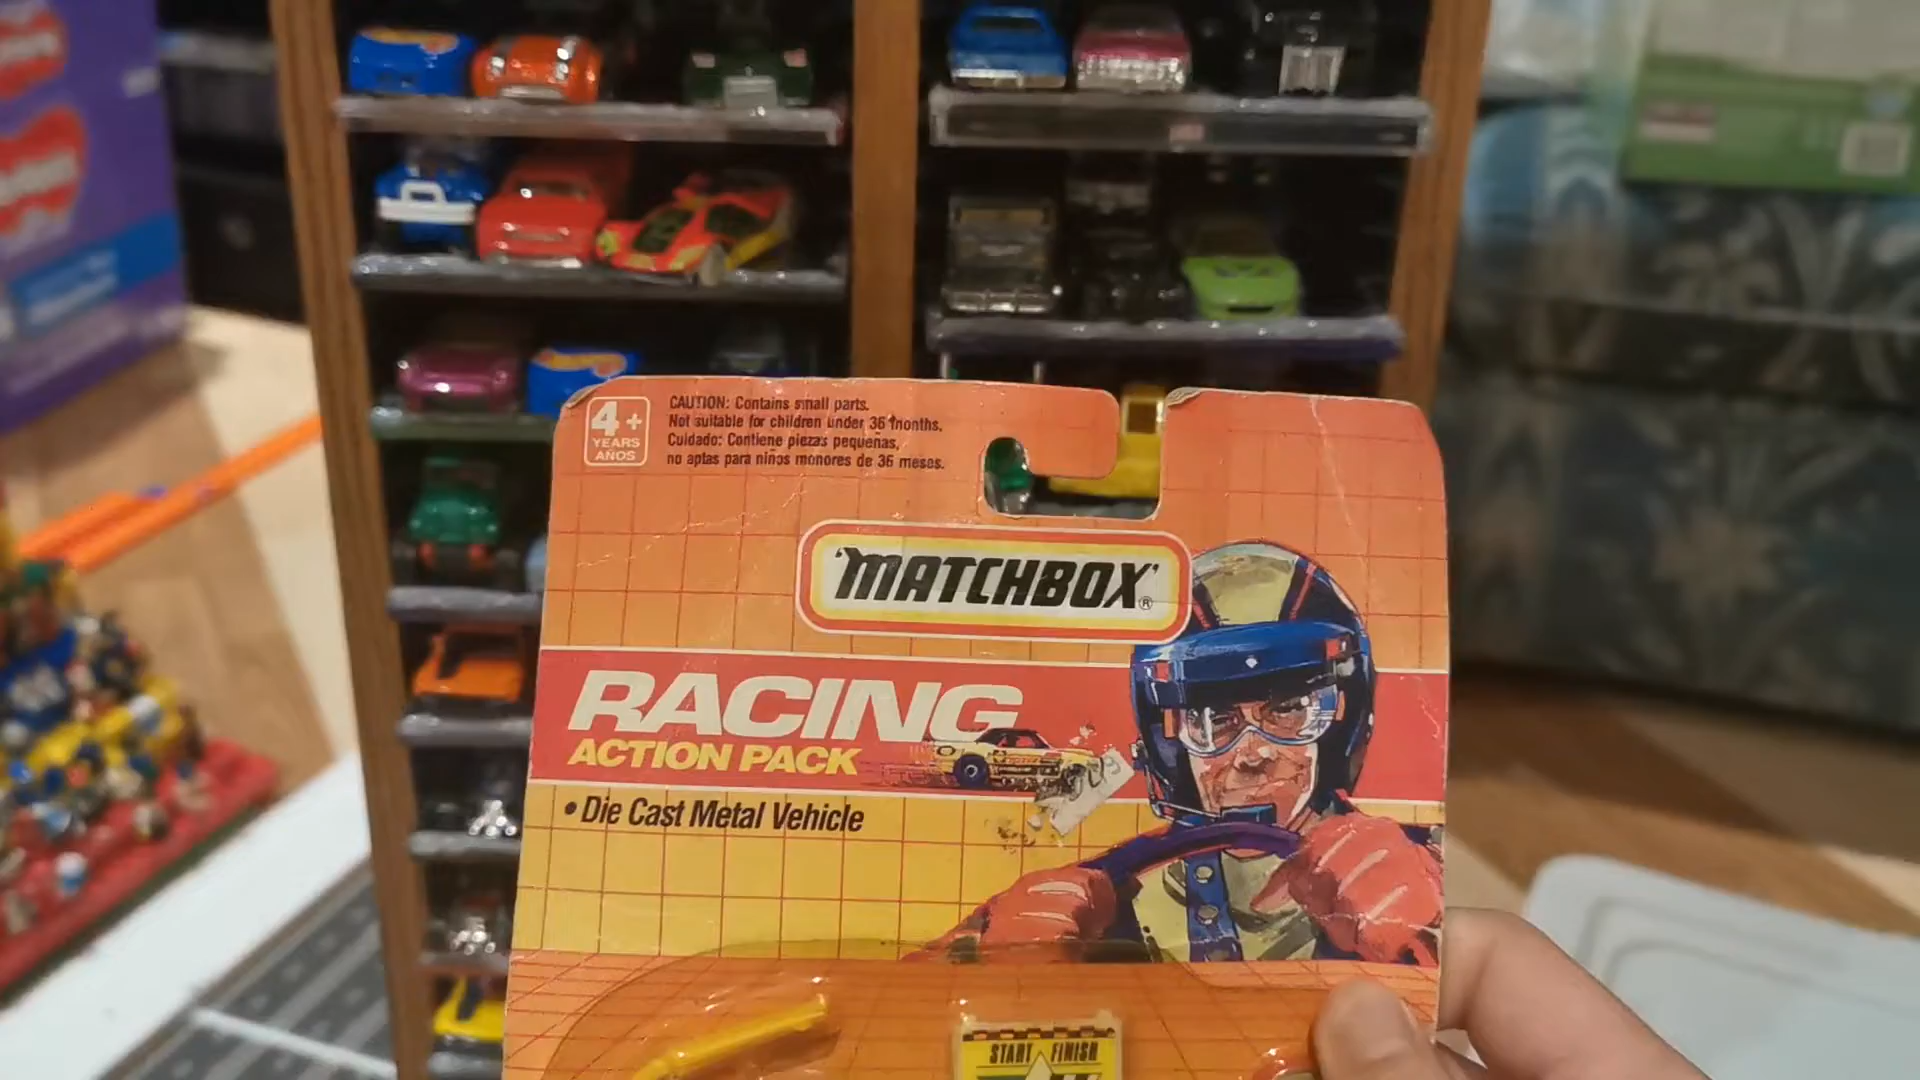 4+
YEARS
AÑOS
CAUTION: Contains small parts.
Not suitable for children under 36 months.
Cuidado: Contiene piezas pequeñas,
no aptas para niños monores de 36 meses.
'MATCHBOX'®
RACING
ACTION PACK
• Die Cast Metal Vehicle
START FINISH